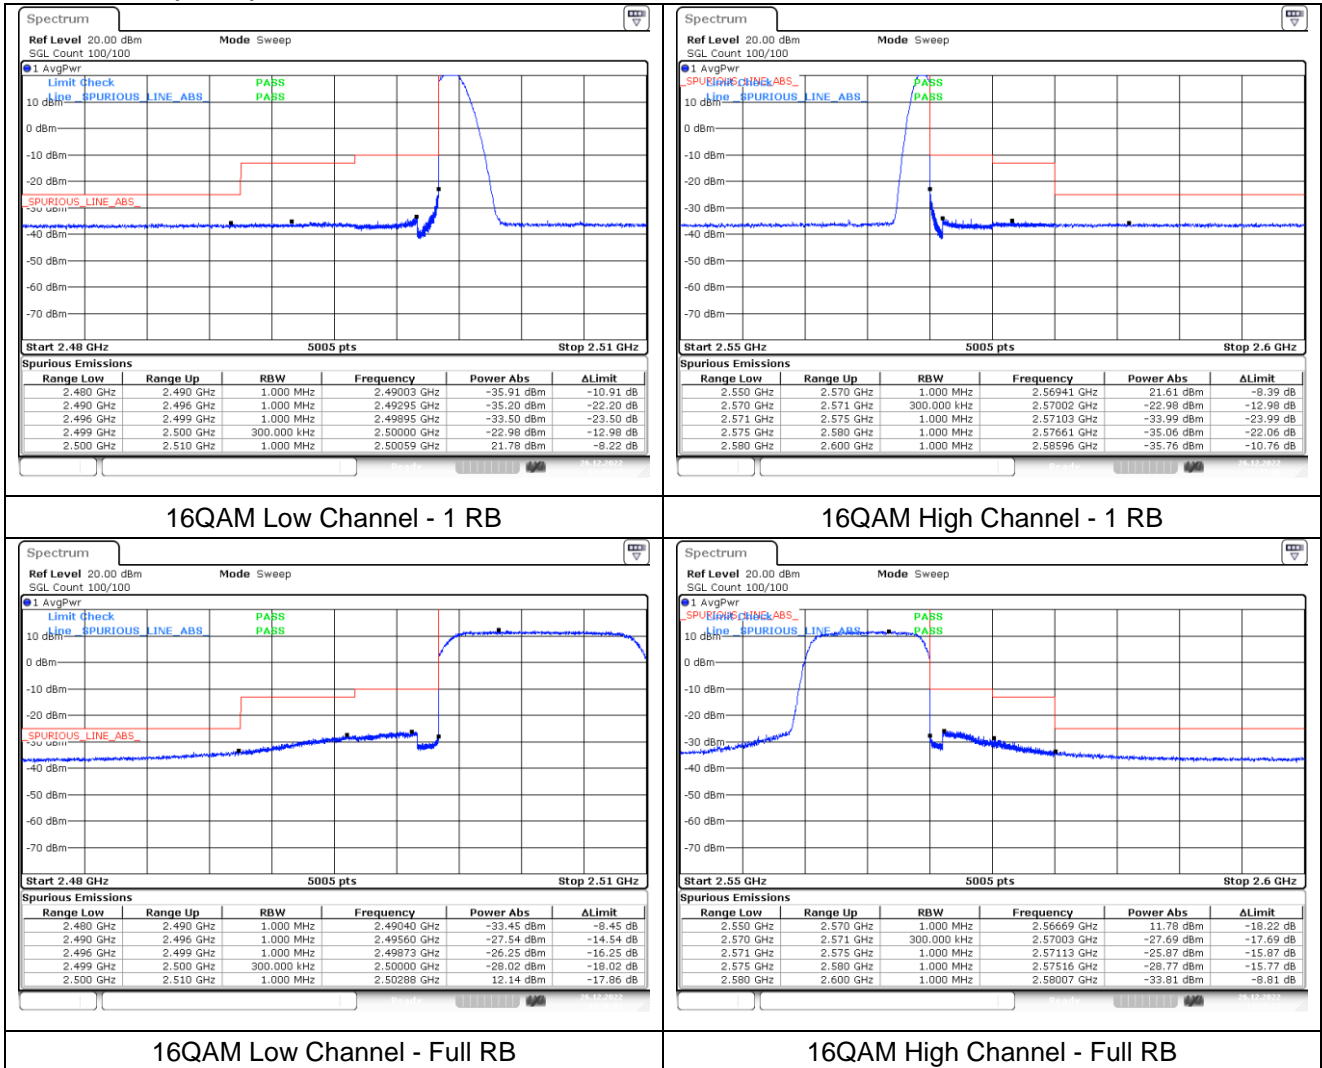 Spectrum
Ref Level 20.00 dBm Mode Sweep
SGL Count 100/100
1 AvgPwr
Limit Check PASS
Line _SPURIOUS_LINE_ABS_ PASS
10 dBm
0 dBm
-10 dBm
-20 dBm
_SPURIOUS_LINE_ABS_
-30 dBm
-40 dBm
-50 dBm
-60 dBm
-70 dBm
Start 2.48 GHz 5005 pts Stop 2.51 GHz
Spurious Emissions
Range Low Range Up RBW Frequency Power Abs ΔLimit
2.480 GHz 2.490 GHz 1.000 MHz 2.49003 GHz -35.91 dBm -10.91 dB
2.490 GHz 2.496 GHz 1.000 MHz 2.49295 GHz -35.20 dBm -22.20 dB
2.496 GHz 2.499 GHz 1.000 MHz 2.49895 GHz -33.50 dBm -23.50 dB
2.499 GHz 2.500 GHz 300.000 kHz 2.50000 GHz -22.98 dBm -12.98 dB
2.500 GHz 2.510 GHz 1.000 MHz 2.50059 GHz 21.78 dBm -8.22 dB
Ready 26.12.2022
16QAM Low Channel - 1 RB
Spectrum
Ref Level 20.00 dBm Mode Sweep
SGL Count 100/100
1 AvgPwr
_SPURIOUS_LINE_ABS_
Limit Check PASS
Line _SPURIOUS_LINE_ABS_ PASS
10 dBm
0 dBm
-10 dBm
-20 dBm
-30 dBm
-40 dBm
-50 dBm
-60 dBm
-70 dBm
Start 2.55 GHz 5005 pts Stop 2.6 GHz
Spurious Emissions
Range Low Range Up RBW Frequency Power Abs ΔLimit
2.550 GHz 2.570 GHz 1.000 MHz 2.56941 GHz 21.61 dBm -8.39 dB
2.570 GHz 2.571 GHz 300.000 kHz 2.57002 GHz -22.98 dBm -12.98 dB
2.571 GHz 2.575 GHz 1.000 MHz 2.57103 GHz -33.99 dBm -23.99 dB
2.575 GHz 2.580 GHz 1.000 MHz 2.57661 GHz -35.06 dBm -22.06 dB
2.580 GHz 2.600 GHz 1.000 MHz 2.58596 GHz -35.76 dBm -10.76 dB
Ready 26.12.2022
16QAM High Channel - 1 RB
Spectrum
Ref Level 20.00 dBm Mode Sweep
SGL Count 100/100
1 AvgPwr
Limit Check PASS
Line _SPURIOUS_LINE_ABS_ PASS
10 dBm
0 dBm
-10 dBm
-20 dBm
_SPURIOUS_LINE_ABS_
-30 dBm
-40 dBm
-50 dBm
-60 dBm
-70 dBm
Start 2.48 GHz 5005 pts Stop 2.51 GHz
Spurious Emissions
Range Low Range Up RBW Frequency Power Abs ΔLimit
2.480 GHz 2.490 GHz 1.000 MHz 2.49040 GHz -33.45 dBm -8.45 dB
2.490 GHz 2.496 GHz 1.000 MHz 2.49560 GHz -27.54 dBm -14.54 dB
2.496 GHz 2.499 GHz 1.000 MHz 2.49873 GHz -26.25 dBm -16.25 dB
2.499 GHz 2.500 GHz 300.000 kHz 2.50000 GHz -28.02 dBm -18.02 dB
2.500 GHz 2.510 GHz 1.000 MHz 2.50288 GHz 12.14 dBm -17.86 dB
Ready 26.12.2022
16QAM Low Channel - Full RB
Spectrum
Ref Level 20.00 dBm Mode Sweep
SGL Count 100/100
1 AvgPwr
_SPURIOUS_LINE_ABS_
Limit Check PASS
Line _SPURIOUS_LINE_ABS_ PASS
10 dBm
0 dBm
-10 dBm
-20 dBm
-30 dBm
-40 dBm
-50 dBm
-60 dBm
-70 dBm
Start 2.55 GHz 5005 pts Stop 2.6 GHz
Spurious Emissions
Range Low Range Up RBW Frequency Power Abs ΔLimit
2.550 GHz 2.570 GHz 1.000 MHz 2.56669 GHz 11.78 dBm -18.22 dB
2.570 GHz 2.571 GHz 300.000 kHz 2.57003 GHz -27.69 dBm -17.69 dB
2.571 GHz 2.575 GHz 1.000 MHz 2.57113 GHz -25.87 dBm -15.87 dB
2.575 GHz 2.580 GHz 1.000 MHz 2.57516 GHz -28.77 dBm -15.77 dB
2.580 GHz 2.600 GHz 1.000 MHz 2.58007 GHz -33.81 dBm -8.81 dB
Ready 26.12.2022
16QAM High Channel - Full RB